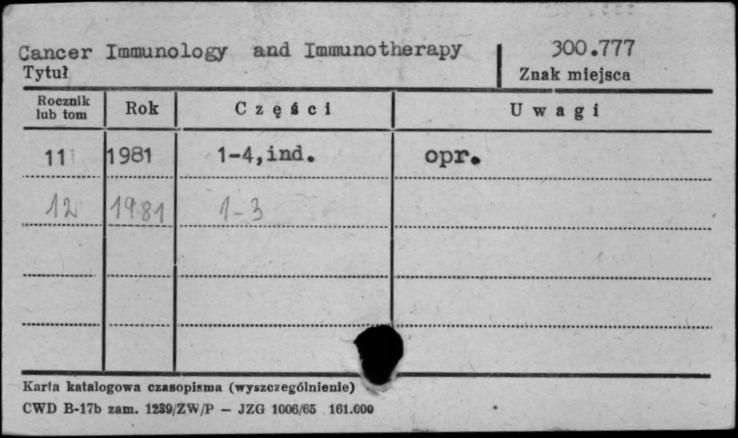 Cancer Immunology and Immunotherapy 300.777
Tytuł Znak miejsca
Rocznik lub tom Rok Części Uwagi
11 1981 1-4,ind. opr.
12 1981 1-3
Karta katalogowa czasopisma (wyszczególnienie)
CWD B-17b zam. 1239/ZW/P — JZG 1006/65 161.000